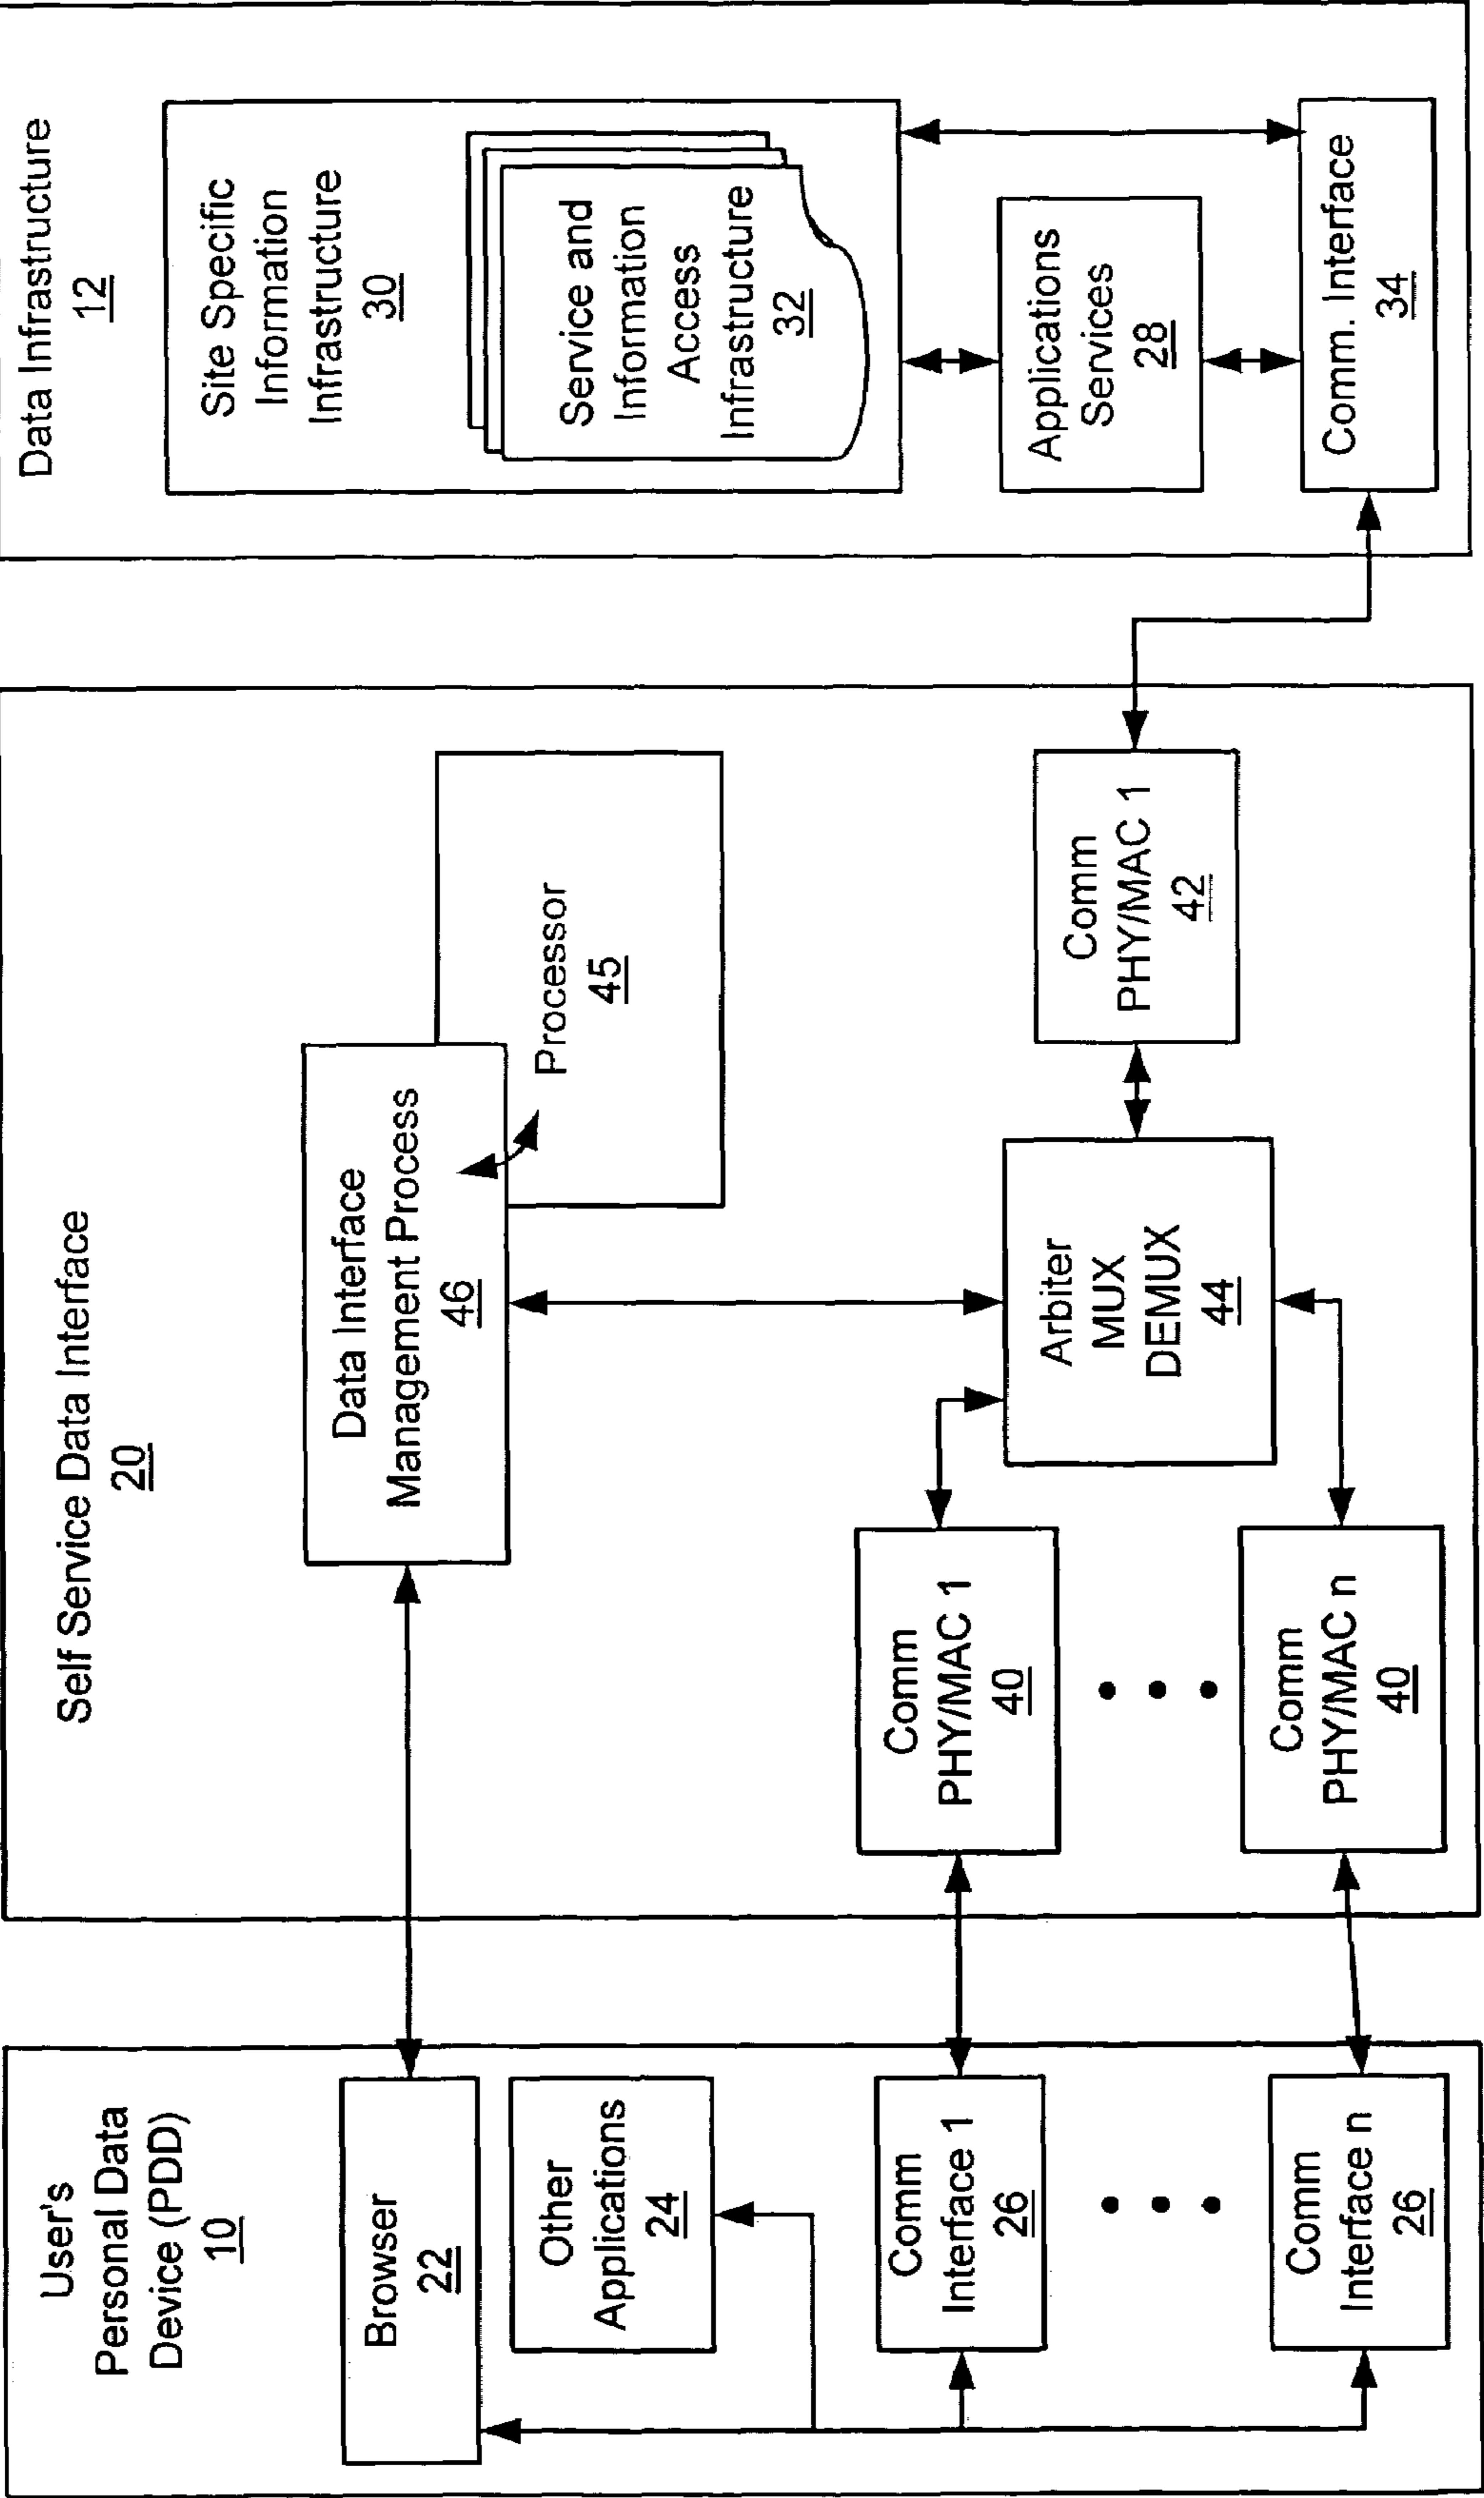 User's
Personal Data
Device (PDD)
10
Browser
22
Other
Applications
24
Comm
Interface 1
26
Comm
Interface n
26
Self Service Data Interface
20
Data Interface
Management Process
46
Processor
45
Comm
PHY/MAC 1
40
Comm
PHY/MAC n
40
Arbiter
MUX
DEMUX
44
Comm
PHY/MAC 1
42
Data Infrastructure
12
Site Specific
Information
Infrastructure
30
Service and
Information
Access
Infrastructure
32
Applications
Services
28
Comm. Interface
34